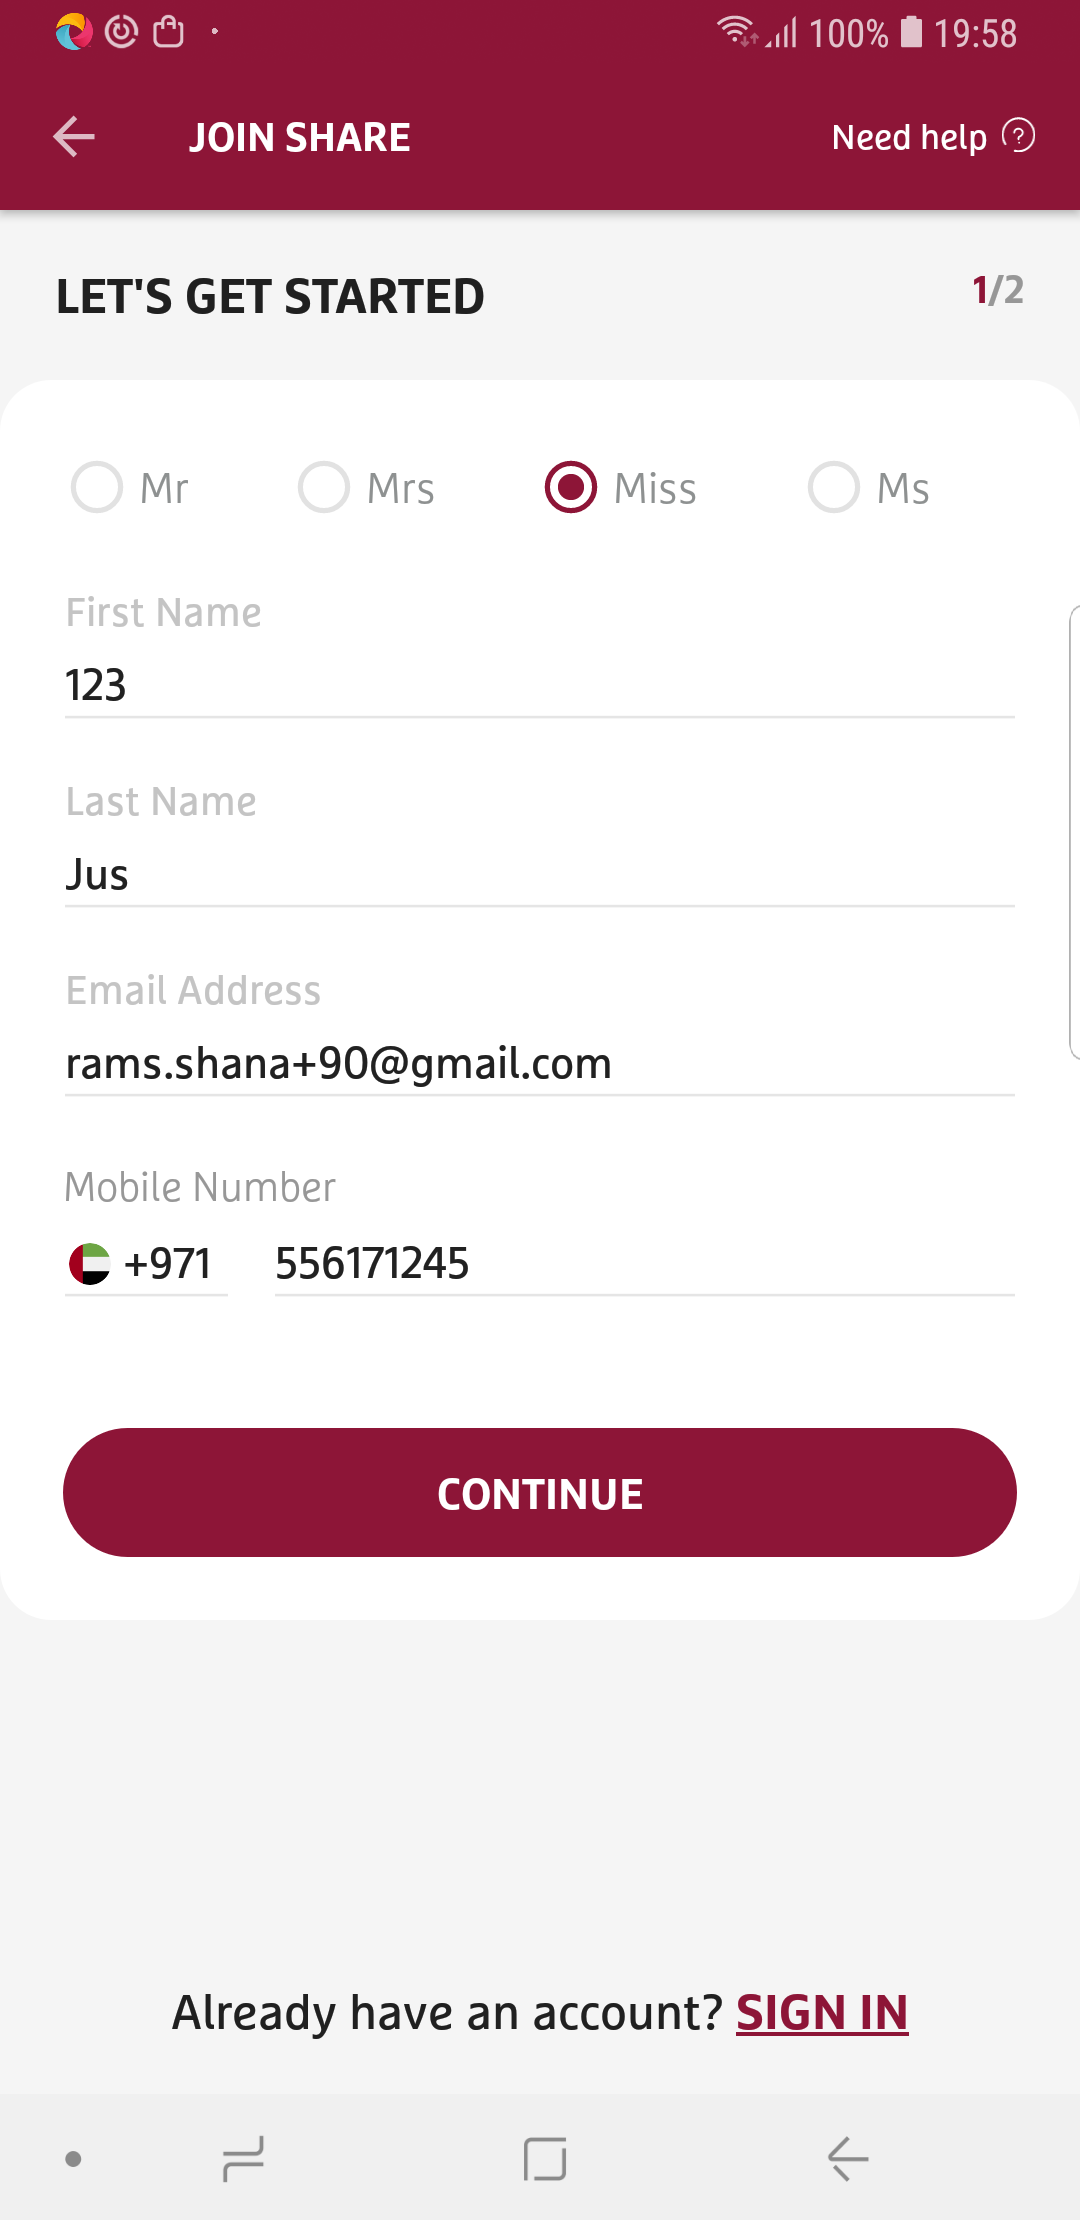 100% 19:58
JOIN SHARE Need help ?
LET'S GET STARTED 1/2
Mr Mrs Miss Ms
First Name
123
Last Name
Jus
Email Address
rams.shana+90@gmail.com
Mobile Number
+971 556171245
CONTINUE
Already have an account? SIGN IN